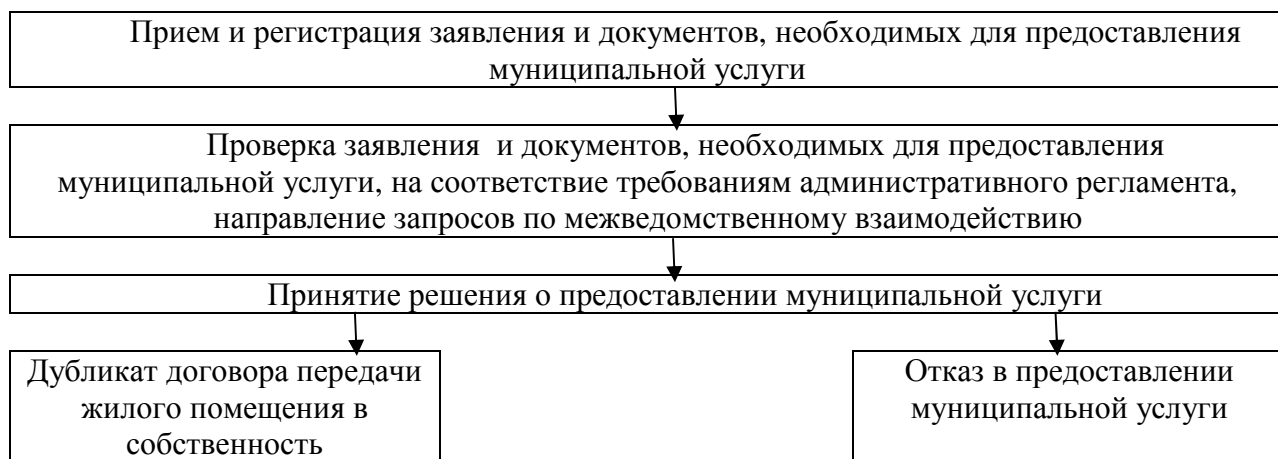 Прием и регистрация заявления и документов, необходимых для предоставления
муниципальной услуги
Проверка заявления  и документов, необходимых для предоставления
муниципальной услуги, на соответствие требованиям административного регламента,
направление запросов по межведомственному взаимодействию
Принятие решения о предоставлении муниципальной услуги
Дубликат договора передачи
жилого помещения в
собственность
Отказ в предоставлении
муниципальной услуги